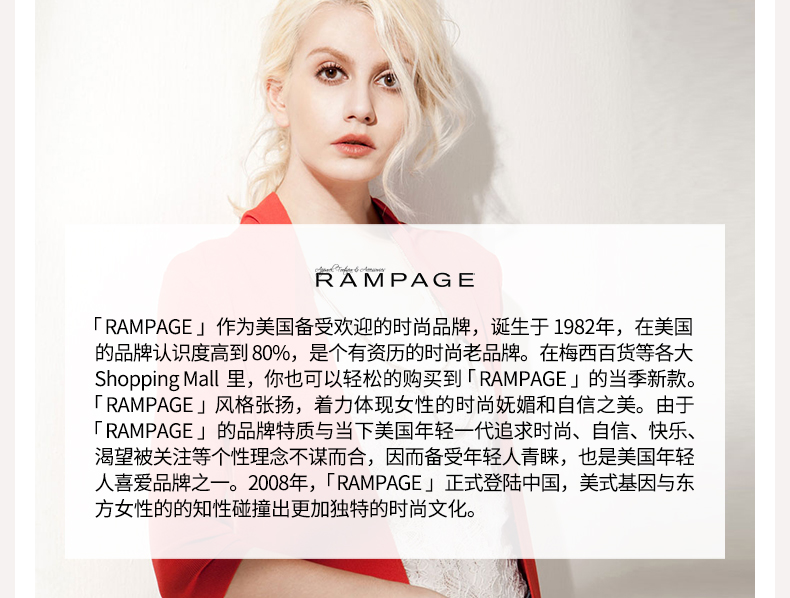 Apparel, Fashion & Accessories
RAMPAGE
「RAMPAGE」作为美国备受欢迎的时尚品牌，诞生于 1982年，在美国
的品牌认识度高到 80%，是个有资历的时尚老品牌。在梅西百货等各大
Shopping Mall 里，你也可以轻松的购买到「RAMPAGE」的当季新款。
「RAMPAGE」风格张扬，着力体现女性的时尚妩媚和自信之美。由于
「RAMPAGE」的品牌特质与当下美国年轻一代追求时尚、自信、快乐、
渴望被关注等个性理念不谋而合，因而备受年轻人青睐，也是美国年轻
人喜爱品牌之一。2008年，「RAMPAGE」正式登陆中国，美式基因与东
方女性的的知性碰撞出更加独特的时尚文化。